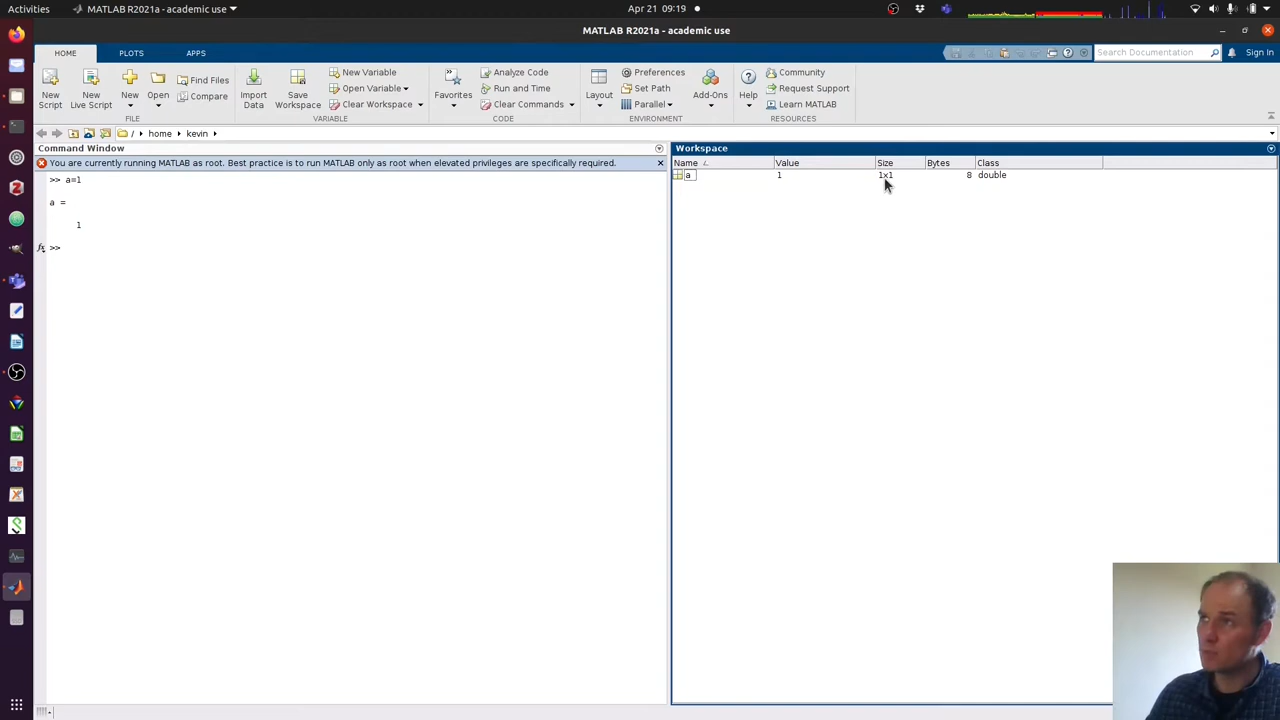 Activities MATLAB R2021a - academic use Apr 21 09:19
MATLAB R2021a - academic use
HOME PLOTS APPS Search Documentation Sign In
New Script
New Live Script
New
Open
Find Files
Compare
FILE
Import Data
Save Workspace
New Variable
Open Variable
Clear Workspace
VARIABLE
Favorites
Analyze Code
Run and Time
Clear Commands
CODE
Layout
Preferences
Set Path
Parallel
ENVIRONMENT
Add-Ons
Help
Community
Request Support
Learn MATLAB
RESOURCES
/ home kevin
Command Window
You are currently running MATLAB as root. Best practice is to run MATLAB only as root when elevated privileges are specifically required.
>> a=1
a =
1
fx >>
Workspace
Name Value Size Bytes Class
a 1 1x1 8 double